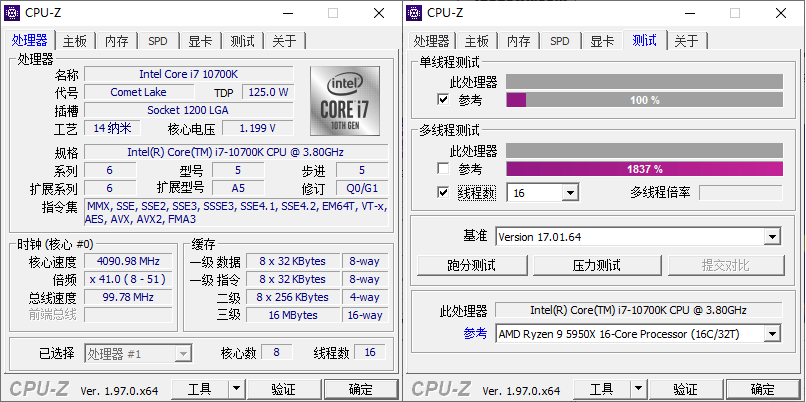 CPU-Z
处理器 主板 内存 SPD 显卡 测试 关于
处理器
名称 Intel Core i7 10700K
代号 Comet Lake TDP 125.0 W
插槽 Socket 1200 LGA
工艺 14 纳米 核心电压 1.199 V
intel
CORE i7
10TH GEN
规格 Intel(R) Core(TM) i7-10700K CPU @ 3.80GHz
系列 6 型号 5 步进 5
扩展系列 6 扩展型号 A5 修订 Q0/G1
指令集 MMX, SSE, SSE2, SSE3, SSSE3, SSE4.1, SSE4.2, EM64T, VT-x,
AES, AVX, AVX2, FMA3
时钟 (核心 #0)
核心速度 4090.98 MHz
倍频 x 41.0 ( 8 - 51 )
总线速度 99.78 MHz
前端总线
缓存
一级 数据 8 x 32 KBytes 8-way
一级 指令 8 x 32 KBytes 8-way
二级 8 x 256 KBytes 4-way
三级 16 MBytes 16-way
已选择 处理器 #1 核心数 8 线程数 16
CPU-Z Ver. 1.97.0.x64 工具 验证 确定
CPU-Z
处理器 主板 内存 SPD 显卡 测试 关于
单线程测试
此处理器
参考 100 %
多线程测试
此处理器
参考 1837 %
线程数 16 多线程倍率
基准 Version 17.01.64
跑分测试 压力测试 提交对比
此处理器 Intel(R) Core(TM) i7-10700K CPU @ 3.80GHz
参考 AMD Ryzen 9 5950X 16-Core Processor (16C/32T)
CPU-Z Ver. 1.97.0.x64 工具 验证 确定